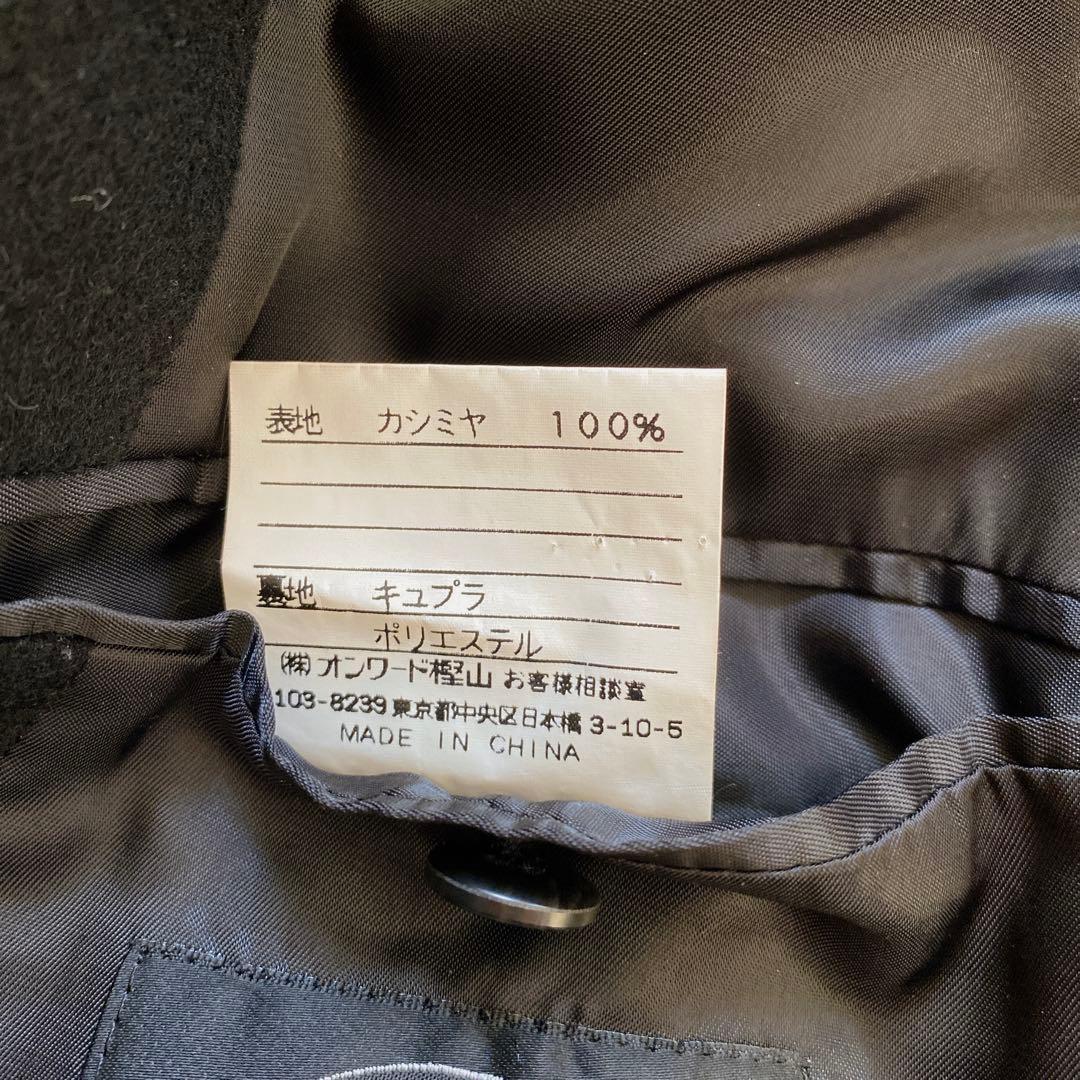 表地 カシミヤ 100%
裏地 キュプラ
ポリエステル
(株)オンワード樫山 お客様相談室
103-8239 東京都中央区日本橋3-10-5
MADE IN CHINA